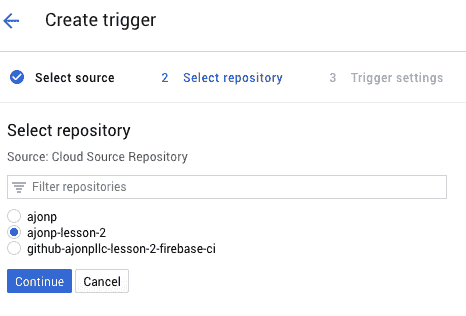 Create trigger
Select source 2 Select repository 3 Trigger settings
Select repository
Source: Cloud Source Repository
Filter repositories
ajonp
ajonp-lesson-2
github-ajonpllc-lesson-2-firebase-ci
Continue Cancel